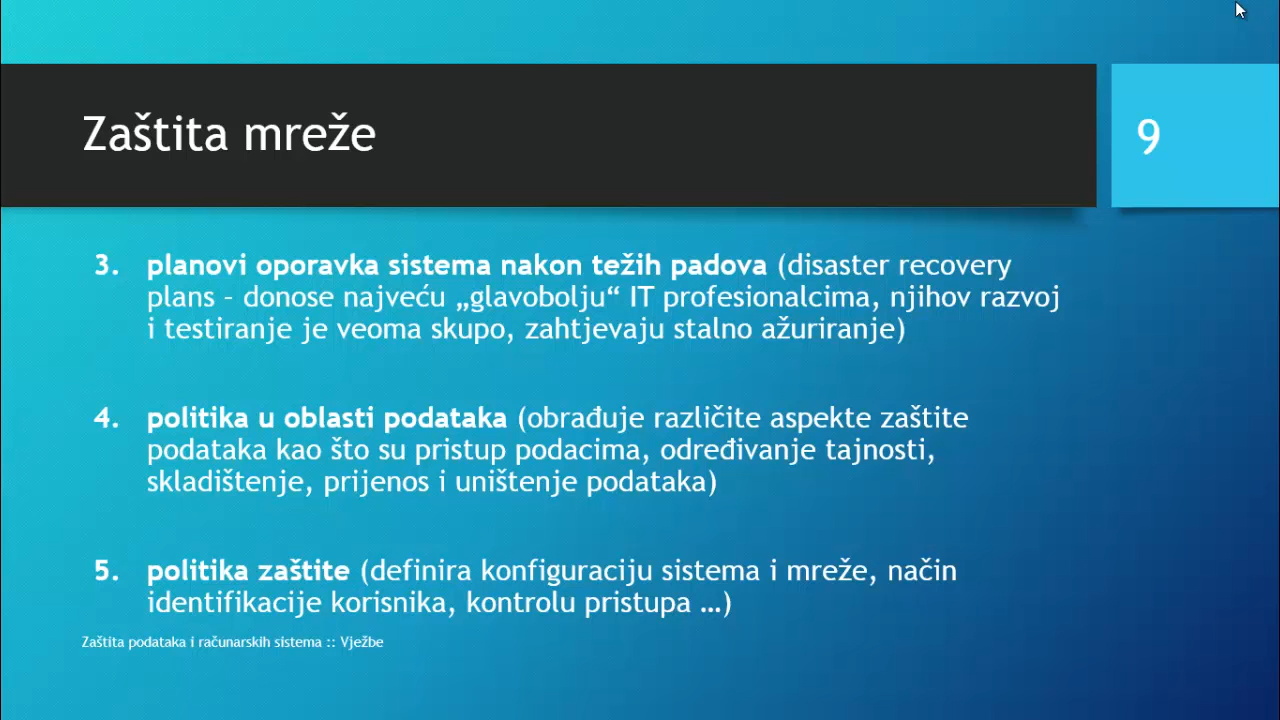 Zaštita mreže
9
3. planovi oporavka sistema nakon težih padova (disaster recovery
plans – donose najveću „glavobolju“ IT profesionalcima, njihov razvoj
i testiranje je veoma skupo, zahtjevaju stalno ažuriranje)
4. politika u oblasti podataka (obrađuje različite aspekte zaštite
podataka kao što su pristup podacima, određivanje tajnosti,
skladištenje, prijenos i uništenje podataka)
5. politika zaštite (definira konfiguraciju sistema i mreže, način
identifikacije korisnika, kontrolu pristupa …)
Zaštita podataka i računarskih sistema :: Vježbe